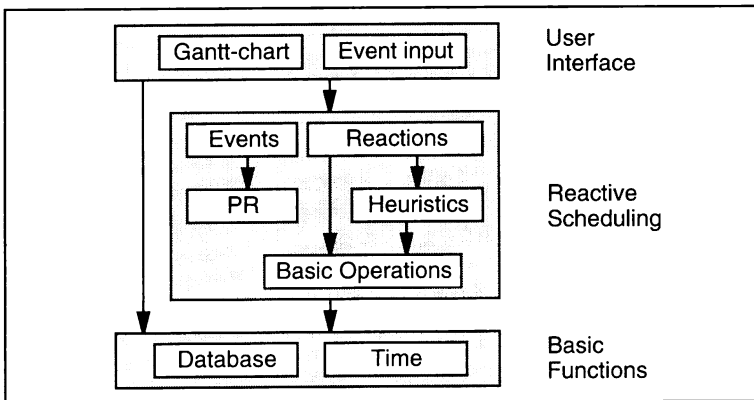 Gantt-chart Event input
User
Interface
Events Reactions
PR Heuristics
Reactive
Scheduling
Basic Operations
Database Time
Basic
Functions